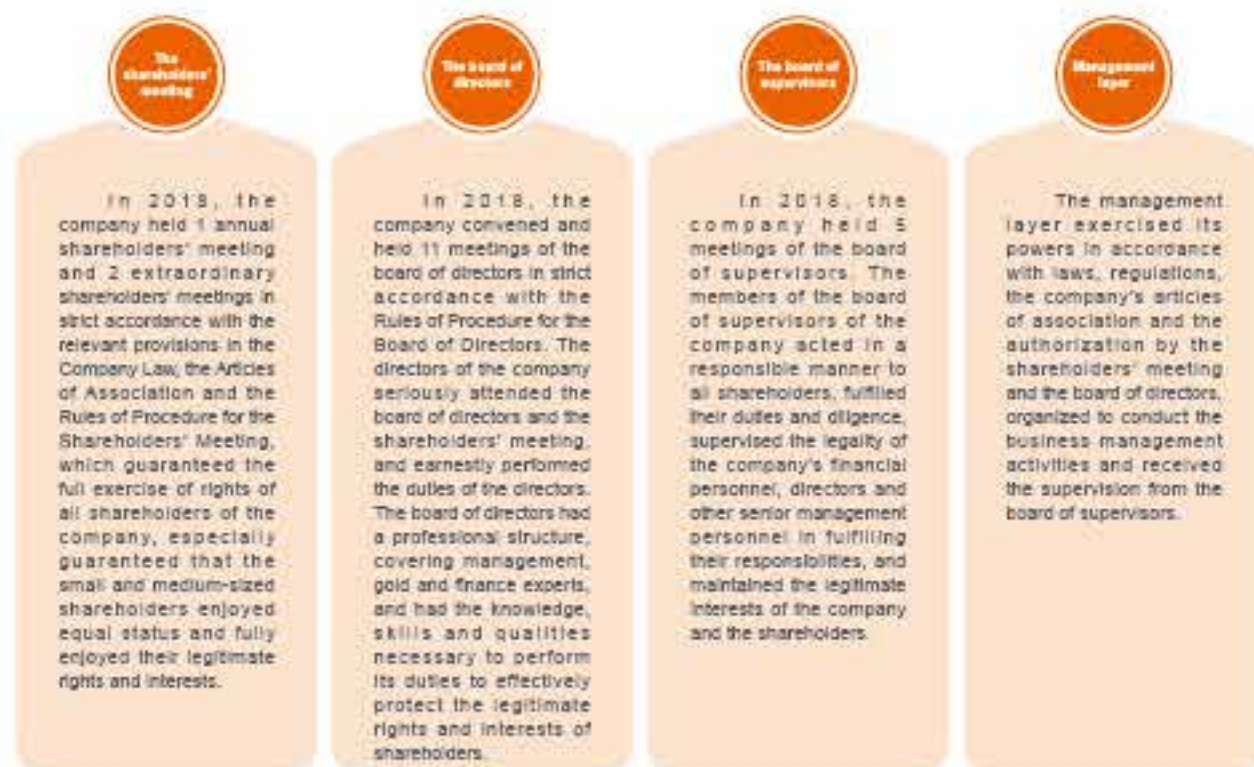 The
shareholders'
meeting
In 2018, the
company held 1 annual
shareholders' meeting
and 2 extraordinary
shareholders' meetings in
strict accordance with the
relevant provisions in the
Company Law, the Articles
of Association and the
Rules of Procedure for the
Shareholders' Meeting,
which guaranteed the
full exercise of rights of
all shareholders of the
company, especially
guaranteed that the
small and medium-sized
shareholders enjoyed
equal status and fully
enjoyed their legitimate
rights and interests.
The board of
directors
In 2018, the
company convened and
held 11 meetings of the
board of directors in strict
accordance with the
Rules of Procedure for the
Board of Directors. The
directors of the company
seriously attended the
board of directors and the
shareholders' meeting,
and earnestly performed
the duties of the directors.
The board of directors had
a professional structure,
covering management,
gold and finance experts,
and had the knowledge,
skills and qualities
necessary to perform
its duties to effectively
protect the legitimate
rights and interests of
shareholders.
The board of
supervisors
In 2018, the
company held 5
meetings of the board
of supervisors. The
members of the board
of supervisors of the
company acted in a
responsible manner to
all shareholders, fulfilled
their duties and diligence,
supervised the legality of
the company's financial
personnel, directors and
other senior management
personnel in fulfilling
their responsibilities, and
maintained the legitimate
interests of the company
and the shareholders.
Management
layer
The management
layer exercised its
powers in accordance
with laws, regulations,
the company's articles
of association and the
authorization by the
shareholders' meeting
and the board of directors,
organized to conduct the
business management
activities and received
the supervision from the
board of supervisors.